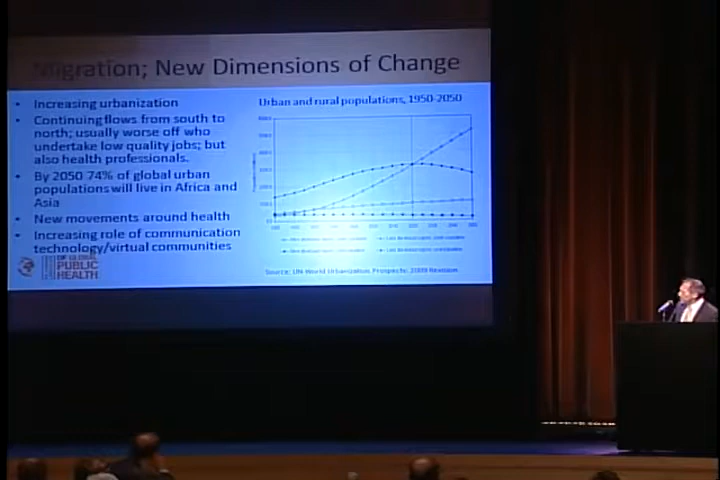 Migration; New Dimensions of Change
• Increasing urbanization
• Continuing flows from south to
north; usually worse off who
undertake low quality jobs; but
also health professionals.
• By 2050 74% of global urban
populations will live in Africa and
Asia
• New movements around health
• Increasing role of communication
technology/virtual communities
Urban and rural populations, 1950-2050
Source: UN-World Urbanization Prospects: 2009 Revision
OF GLOBAL
PUBLIC
HEALTH